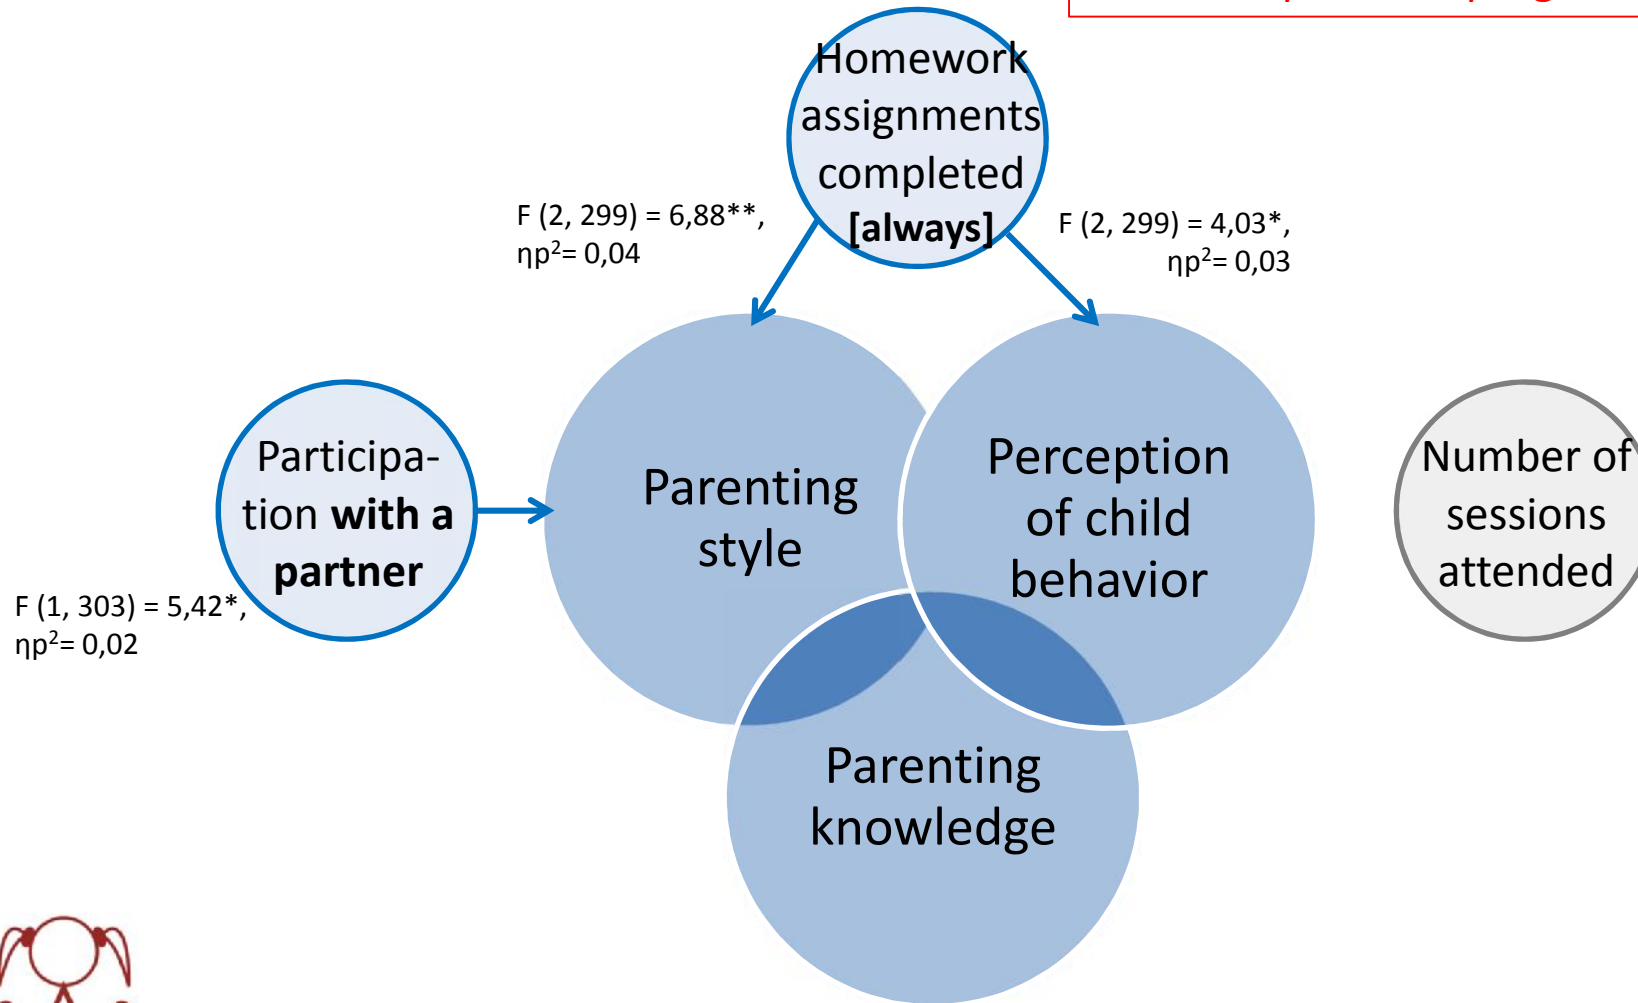 Homework
assignments
completed
[always]
F (2, 299) = 6,88**,
ηp²= 0,04
F (2, 299) = 4,03*,
ηp²= 0,03
Participa-
tion with a
partner
F (1, 303) = 5,42*,
ηp²= 0,02
Parenting
style
Perception
of child
behavior
Number of
sessions
attended
Parenting
knowledge